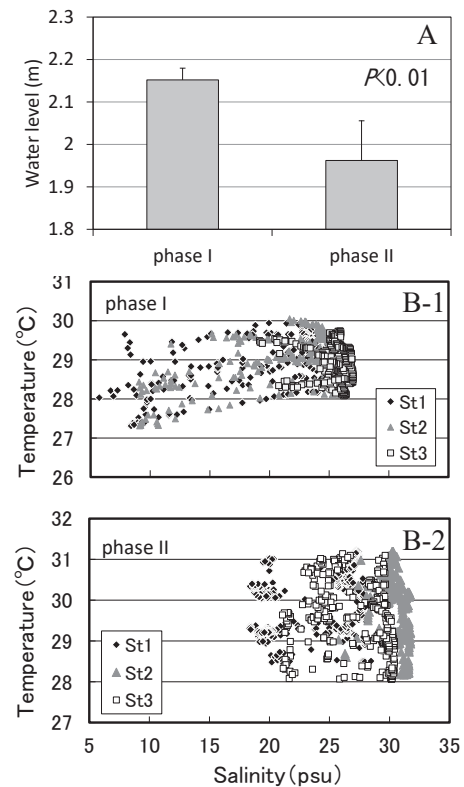 A
2.3
2.2
2.1
2
1.9
1.8
Water level (m)
P<0.01
phase I
phase II
B-1
phase I
31
30
29
28
27
26
Temperature(℃)
St1
St2
St3
B-2
phase II
32
31
30
29
28
27
Temperature(℃)
St1
St2
St3
5 10 15 20 25 30 35
Salinity(psu)